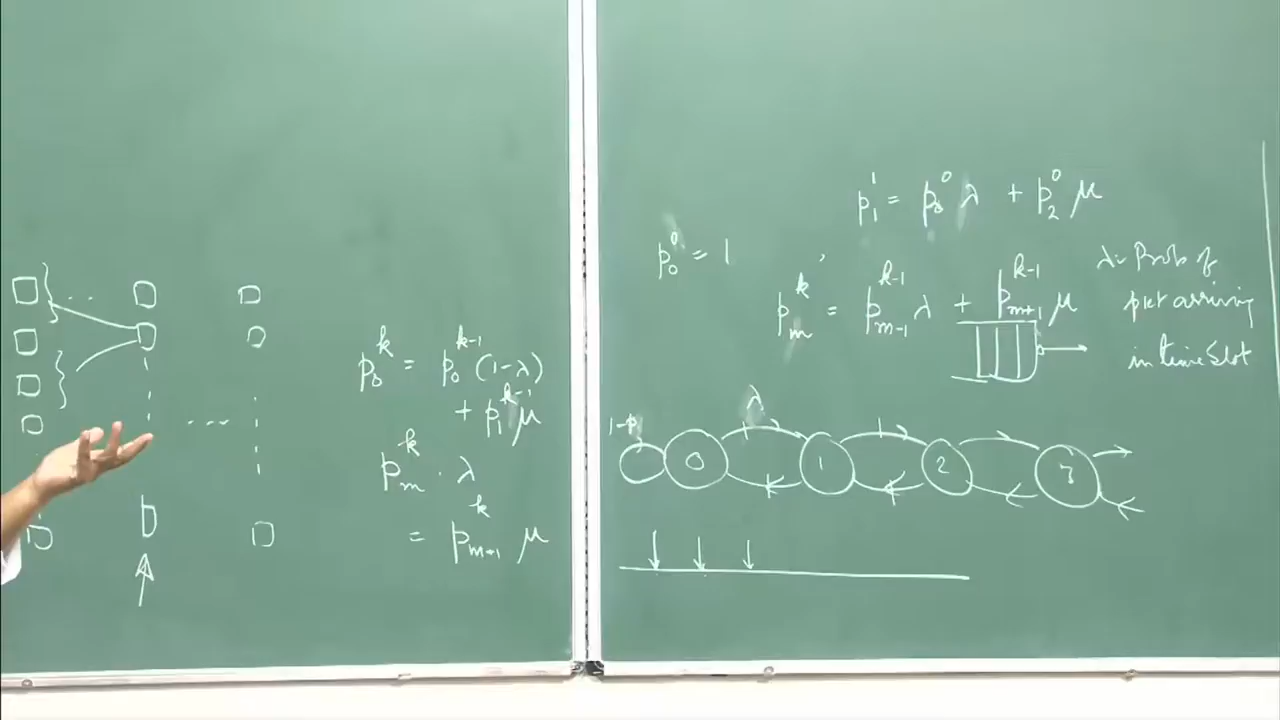 p_0^k = p_0^{k-1} (1-λ)
+ p_1^{k-1} μ
p_m^k · λ
= p_{m+1}^k μ
p_1^1 = p_0^0 λ + p_2^0 μ
p_0^0 = 1
p_m^k = p_{m-1}^{k-1} λ + p_{m+1}^{k-1} μ
λ - Prob of
pkt arriving
in time slot
λ
1-p
0 1 2 3